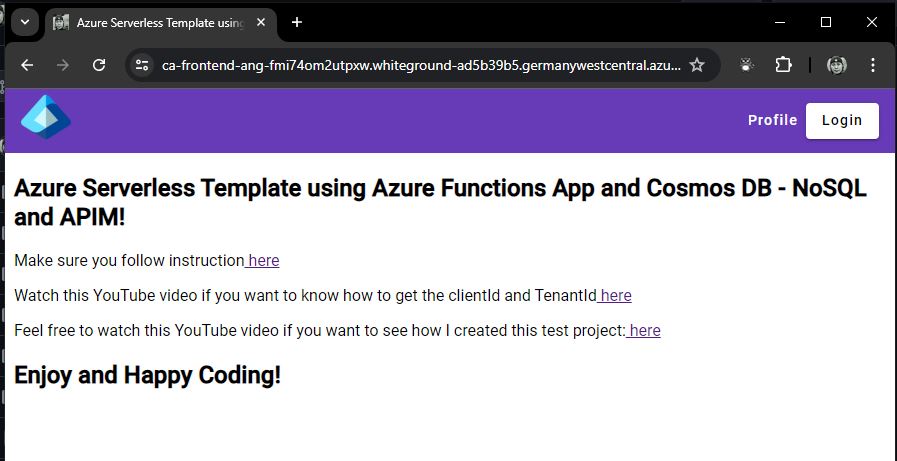 Azure Serverless Template using
ca-frontend-ang-fmi74om2utpxw.whiteground-ad5b39b5.germanywestcentral.azu...
Profile Login
Azure Serverless Template using Azure Functions App and Cosmos DB - NoSQL
and APIM!
Make sure you follow instruction here
Watch this YouTube video if you want to know how to get the clientId and TenantId here
Feel free to watch this YouTube video if you want to see how I created this test project: here
Enjoy and Happy Coding!